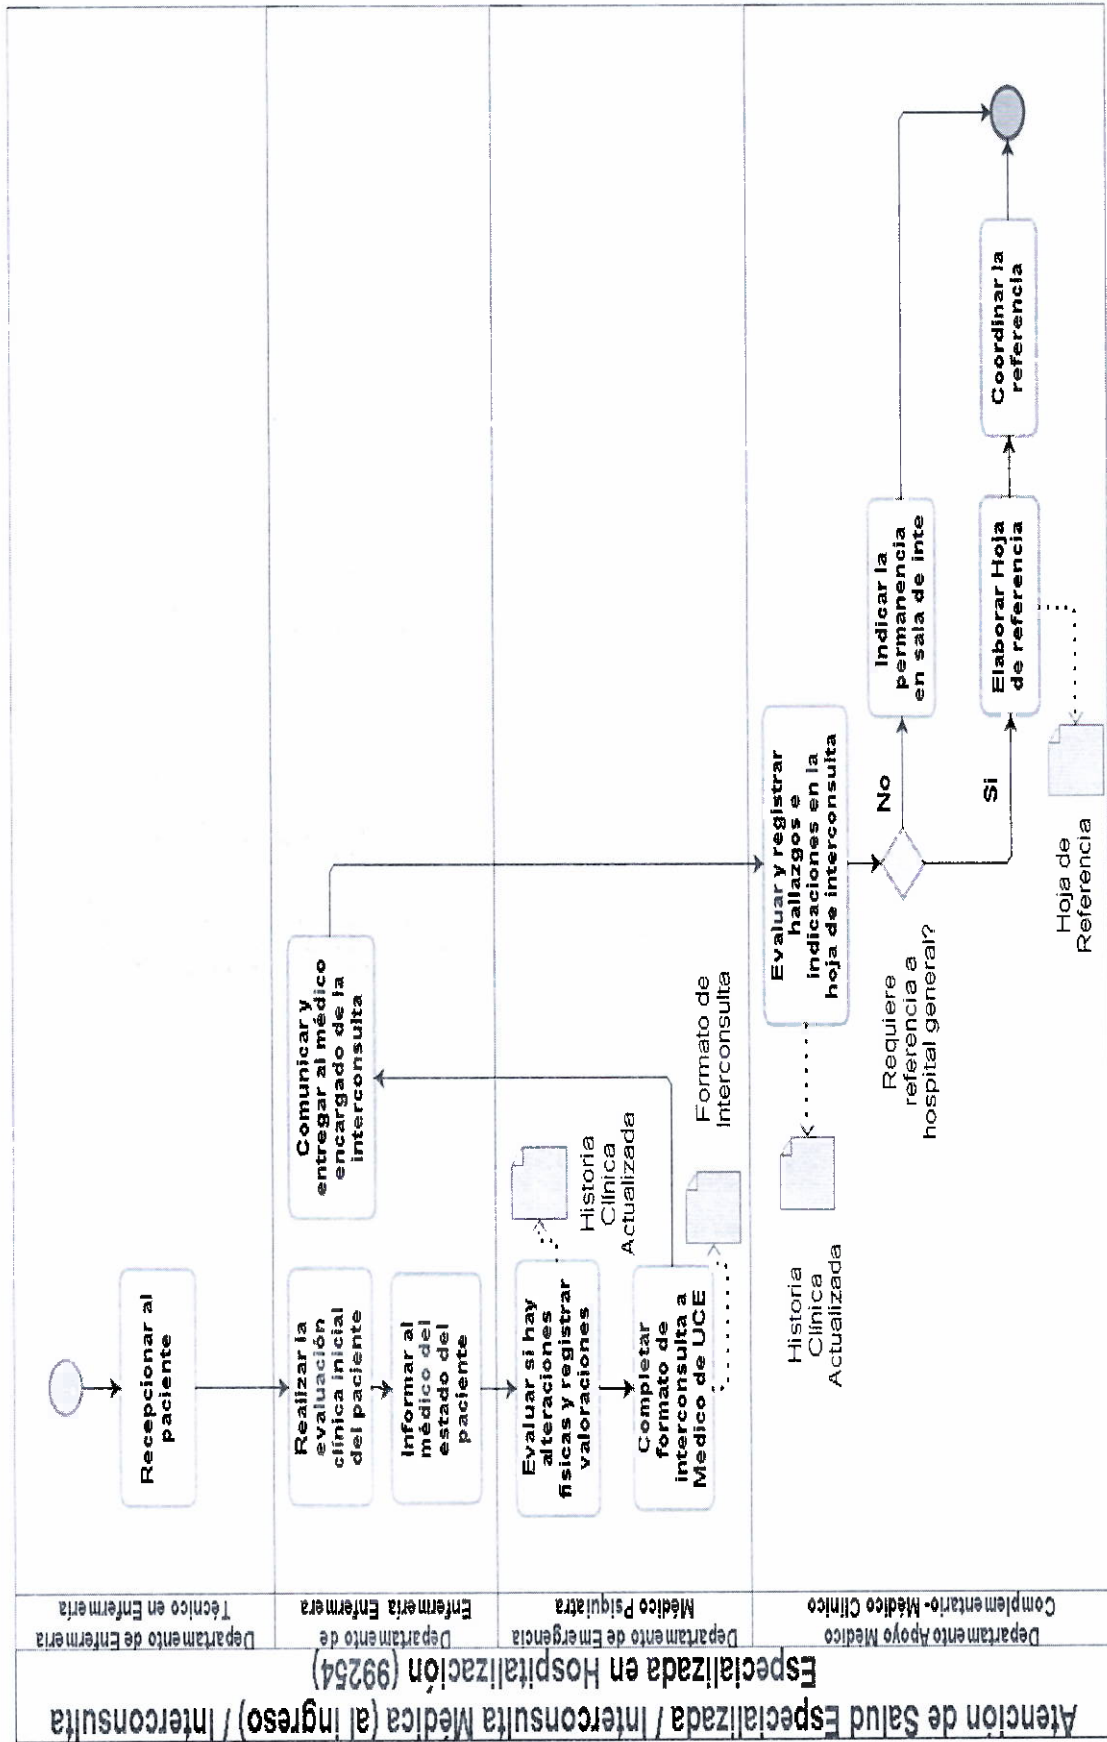 Atención de Salud Especializada / Interconsulta Médica (al ingreso) / Interconsulta
Especializada en Hospitalización (99254)
Departamento de Enfermeria
Técnico en Enfermería
Recepcionar al
paciente
Departamento de
Enfermería Enfermera
Realizar la
evaluación
clínica inicial
del paciente
Informar al
médico del
estado del
paciente
Comunicar y
entregar al médico
encargado de la
interconsulta
Departamento de Emergencia
Médico Psiquiatra
Evaluar si hay
alteraciones
físicas y registrar
valoraciones
Historia
Clínica
Actualizada
Completar
formato de
interconsulta a
Medico de UCE
Formato de
Interconsulta
Departamento Apoyo Médico
Complementario- Médico Clínico
Evaluar y registrar
hallazgos e
indicaciones en la
hoja de interconsulta
Historia
Clínica
Actualizada
Requiere
referencia a
hospital general?
No
Indicar la
permanencia
en sala de inte
Si
Elaborar Hoja
de referencia
Hoja de
Referencia
Coordinar la
referencia